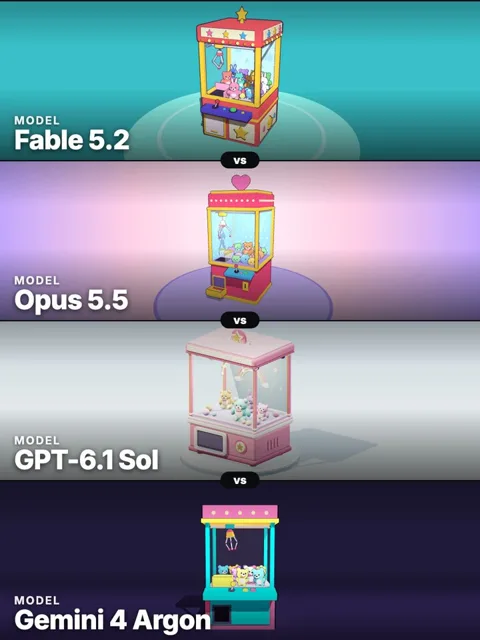 MODEL
Fable 5.2
vs
MODEL
Opus 5.5
vs
MODEL
GPT-6.1 Sol
vs
MODEL
Gemini 4 Argon